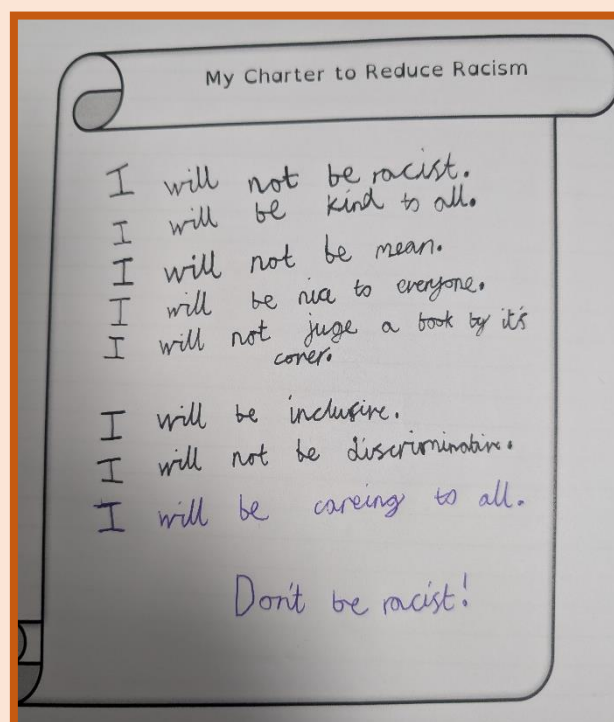 My Charter to Reduce Racism
I will not be racist.
I will be kind to all.
I will not be mean.
I will be nice to everyone.
I will not juge a book by it's
cover.
I will be inclusive.
I will not be discriminative.
I will be careing to all.
Don't be racist!